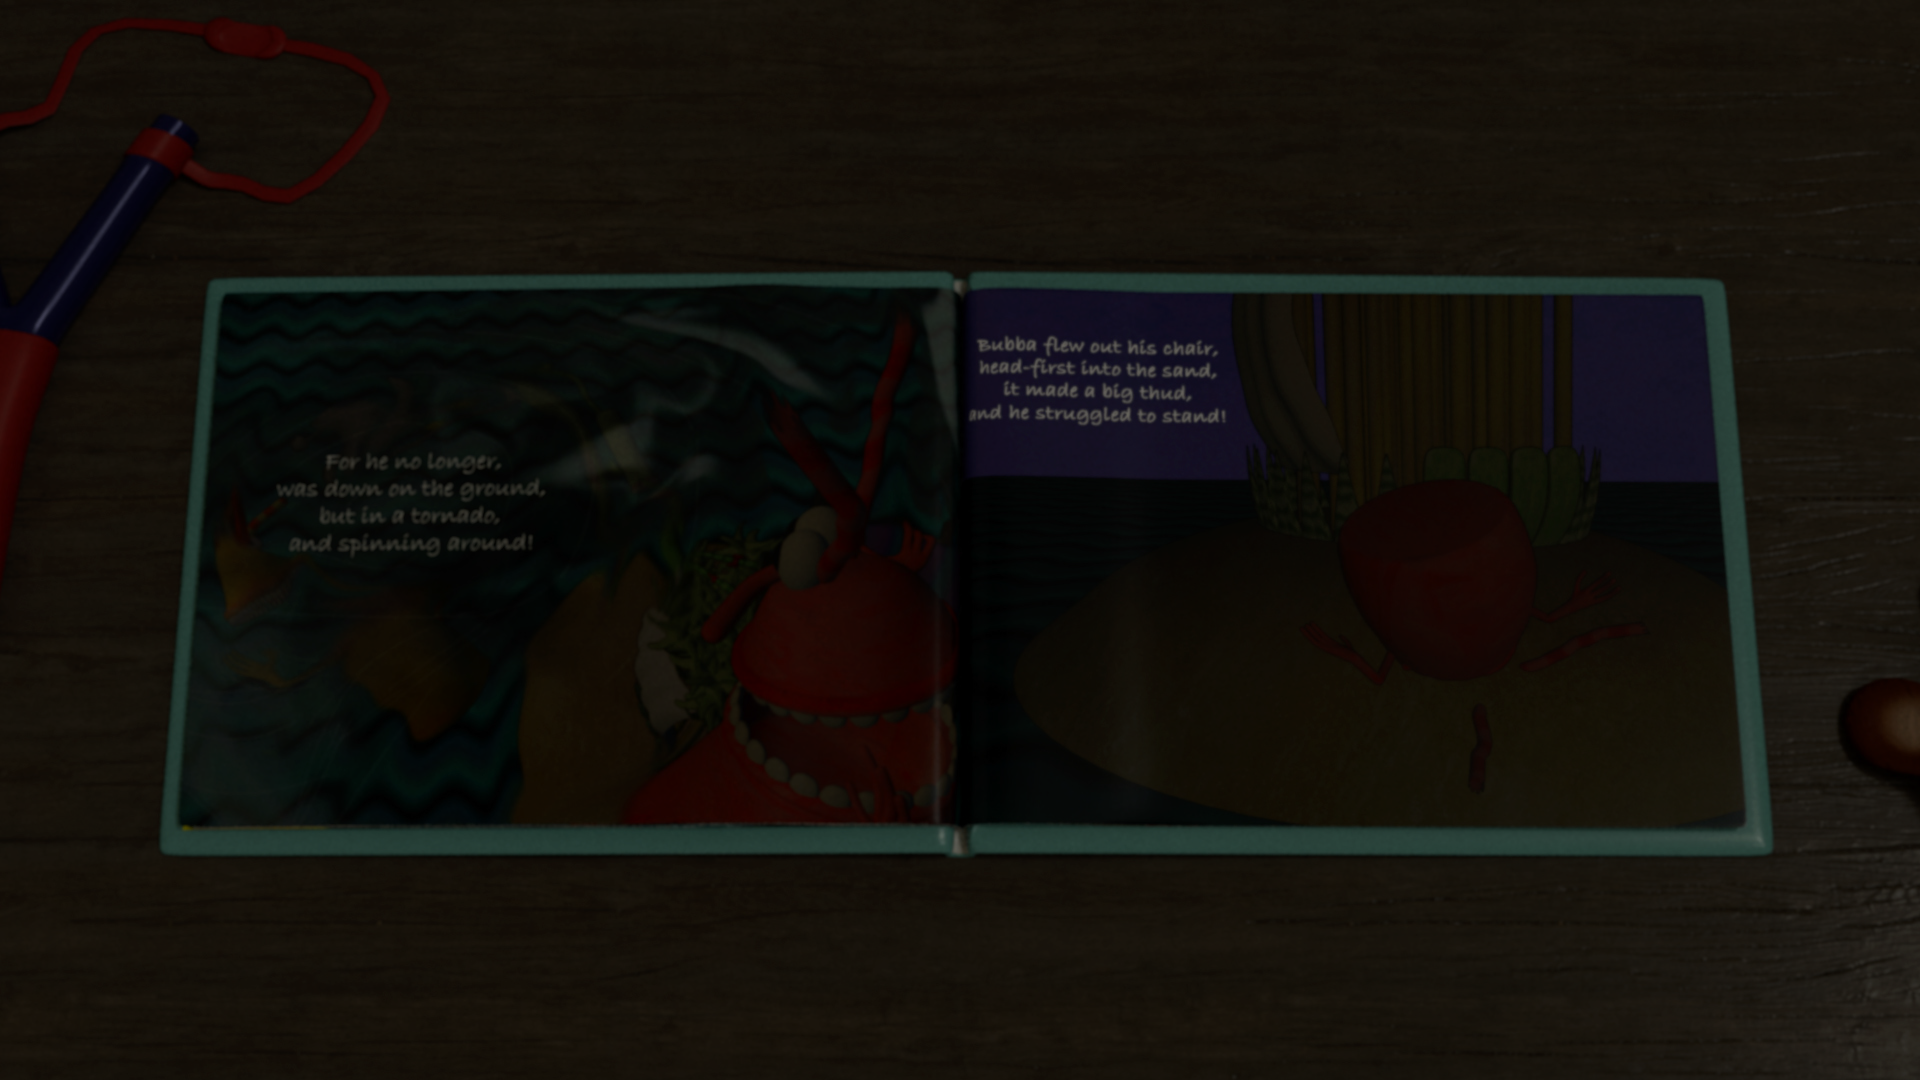 For he no longer,
was down on the ground,
but in a tornado,
and spinning around!
Bubba flew out his chair,
head-first into the sand,
it made a big thud,
and he struggled to stand!